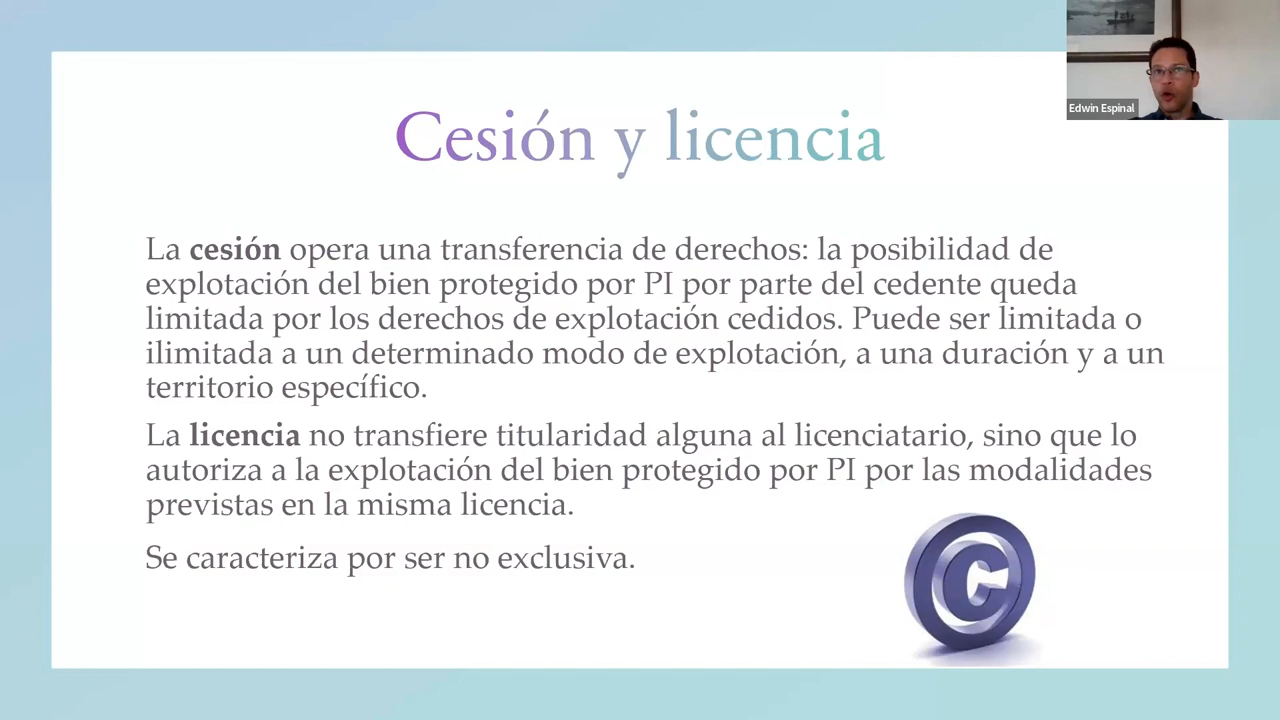 Edwin Espinal
Cesión y licencia
La cesión opera una transferencia de derechos: la posibilidad de
explotación del bien protegido por PI por parte del cedente queda
limitada por los derechos de explotación cedidos. Puede ser limitada o
ilimitada a un determinado modo de explotación, a una duración y a un
territorio específico.
La licencia no transfiere titularidad alguna al licenciatario, sino que lo
autoriza a la explotación del bien protegido por PI por las modalidades
previstas en la misma licencia.
Se caracteriza por ser no exclusiva.
©